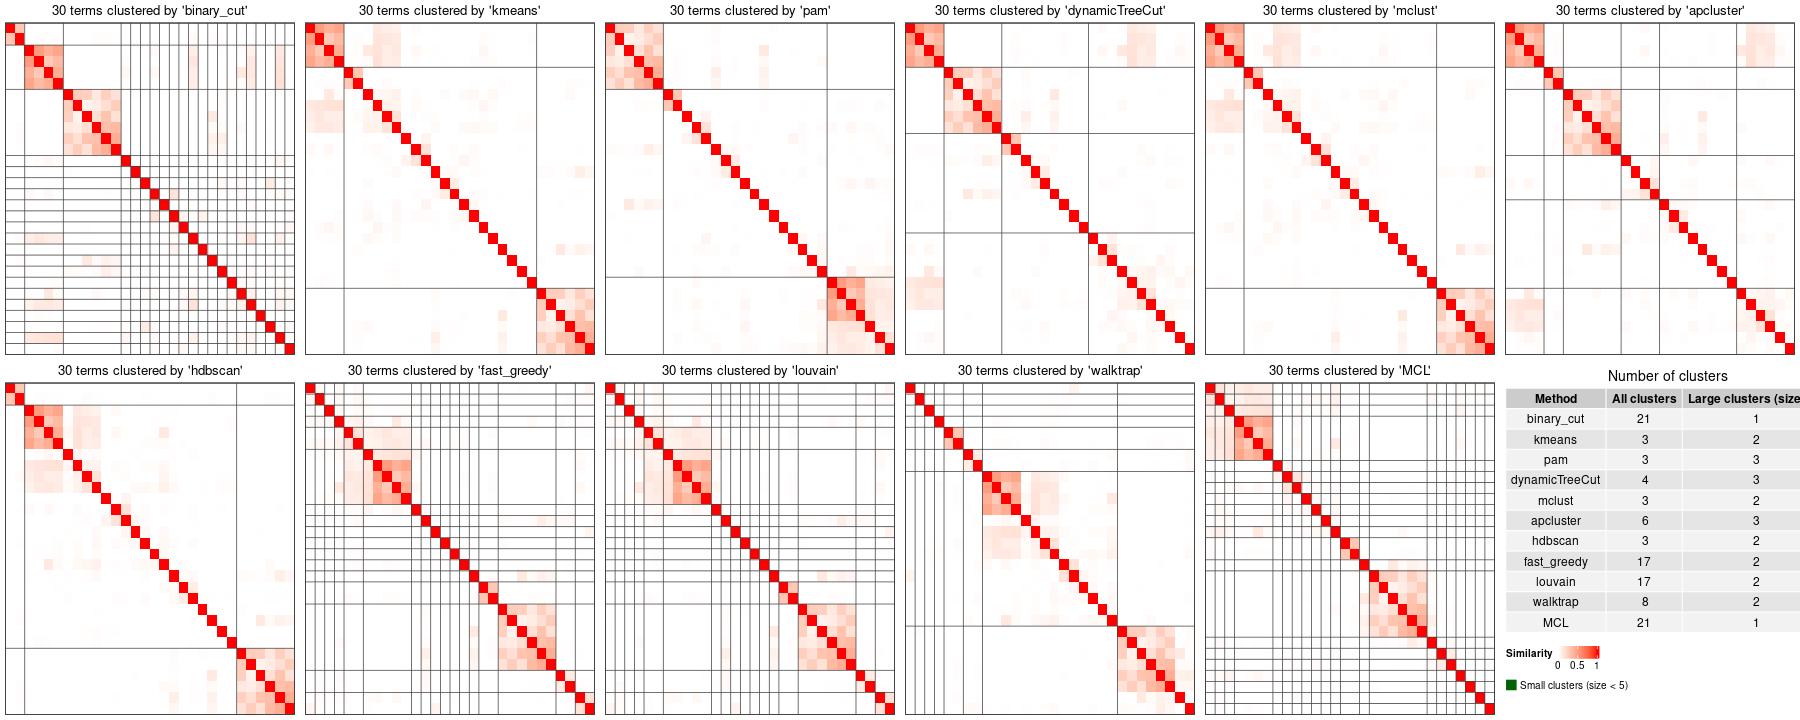 30 terms clustered by 'binary_cut'
30 terms clustered by 'kmeans'
30 terms clustered by 'pam'
30 terms clustered by 'dynamicTreeCut'
30 terms clustered by 'mclust'
30 terms clustered by 'apcluster'
30 terms clustered by 'hdbscan'
30 terms clustered by 'fast_greedy'
30 terms clustered by 'louvain'
30 terms clustered by 'walktrap'
30 terms clustered by 'MCL'
Number of clusters
Method All clusters Large clusters (size
binary_cut 21 1
kmeans 3 2
pam 3 3
dynamicTreeCut 4 3
mclust 3 2
apcluster 6 3
hdbscan 3 2
fast_greedy 17 2
louvain 17 2
walktrap 8 2
MCL 21 1
Similarity
0 0.5 1
Small clusters (size < 5)